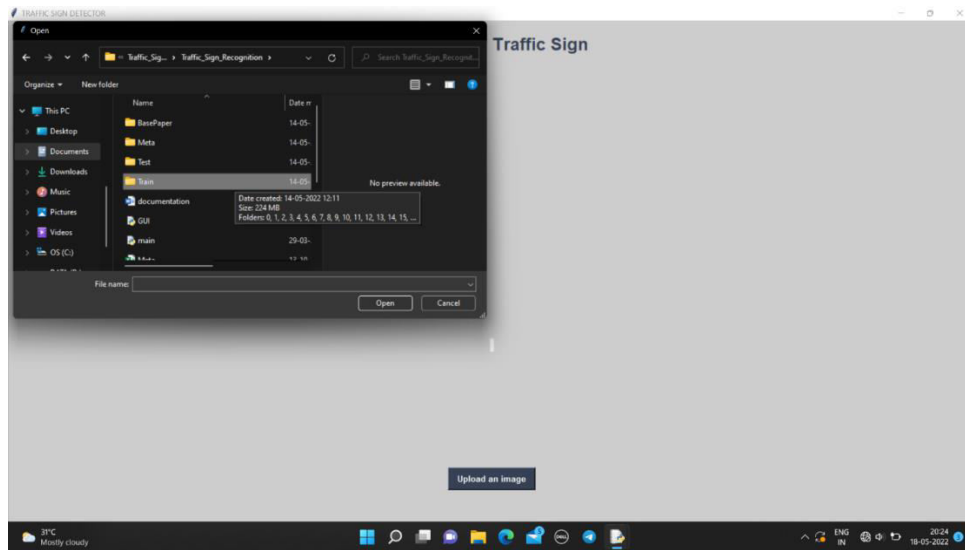 TRAFFIC SIGN DETECTOR
Open
Traffic Sign
Traffic_Sig... › Traffic_Sign_Recognition ›
Search Traffic_Sign_Recognit...
Organize
New folder
Name
Date m
This PC
Desktop
Documents
Downloads
Music
Pictures
Videos
OS (C:)
BasePaper 14-05-
Meta 14-05-
Test 14-05-
Train 14-05-
documentation
GUI
main 29-03-
Meta
Date created: 14-05-2022 12:11
Size: 224 MB
Folders: 0, 1, 2, 3, 4, 5, 6, 7, 8, 9, 10, 11, 12, 13, 14, 15, ...
No preview available.
File name:
Open
Cancel
Upload an image
31°C
Mostly cloudy
DELL
ENG
IN
20:24
18-05-2022